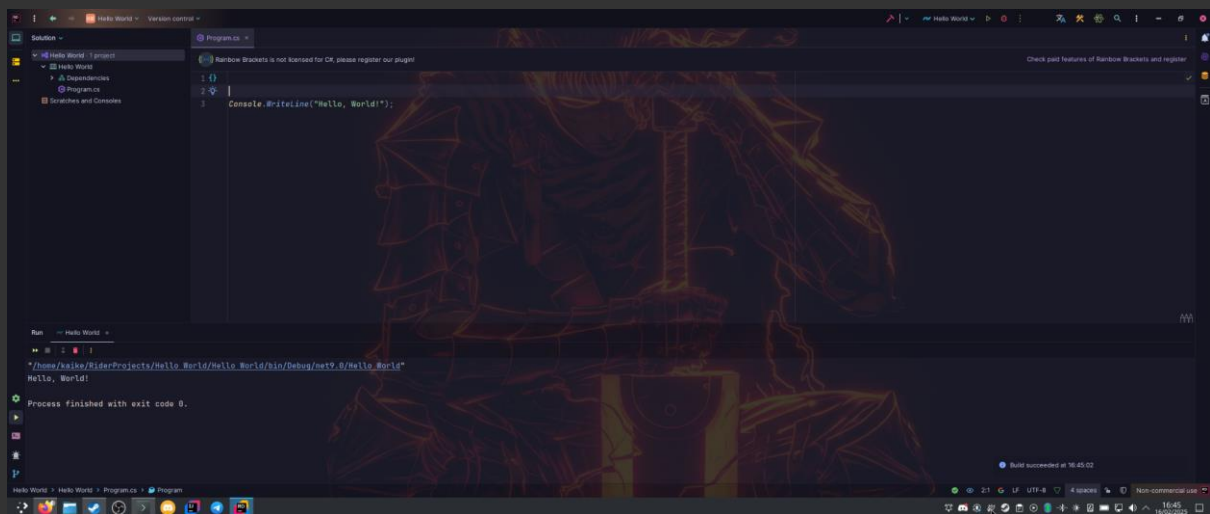 HW Hello World Version control
Hello World
Solution
Program.cs
Hello World · 1 project
Hello World
Dependencies
Program.cs
Scratches and Consoles
Rainbow Brackets is not licensed for C#, please register our plugin!
Check paid features of Rainbow Brackets and register
1 {}
2
3 Console.WriteLine("Hello, World!");
Run Hello World
"/home/kaike/RiderProjects/Hello World/Hello World/bin/Debug/net9.0/Hello World"
Hello, World!
Process finished with exit code 0.
Build succeeded at 16:45:02
Hello World > Hello World > Program.cs > Program
2:1 LF UTF-8 4 spaces Non-commercial use
16:45
16/02/2025